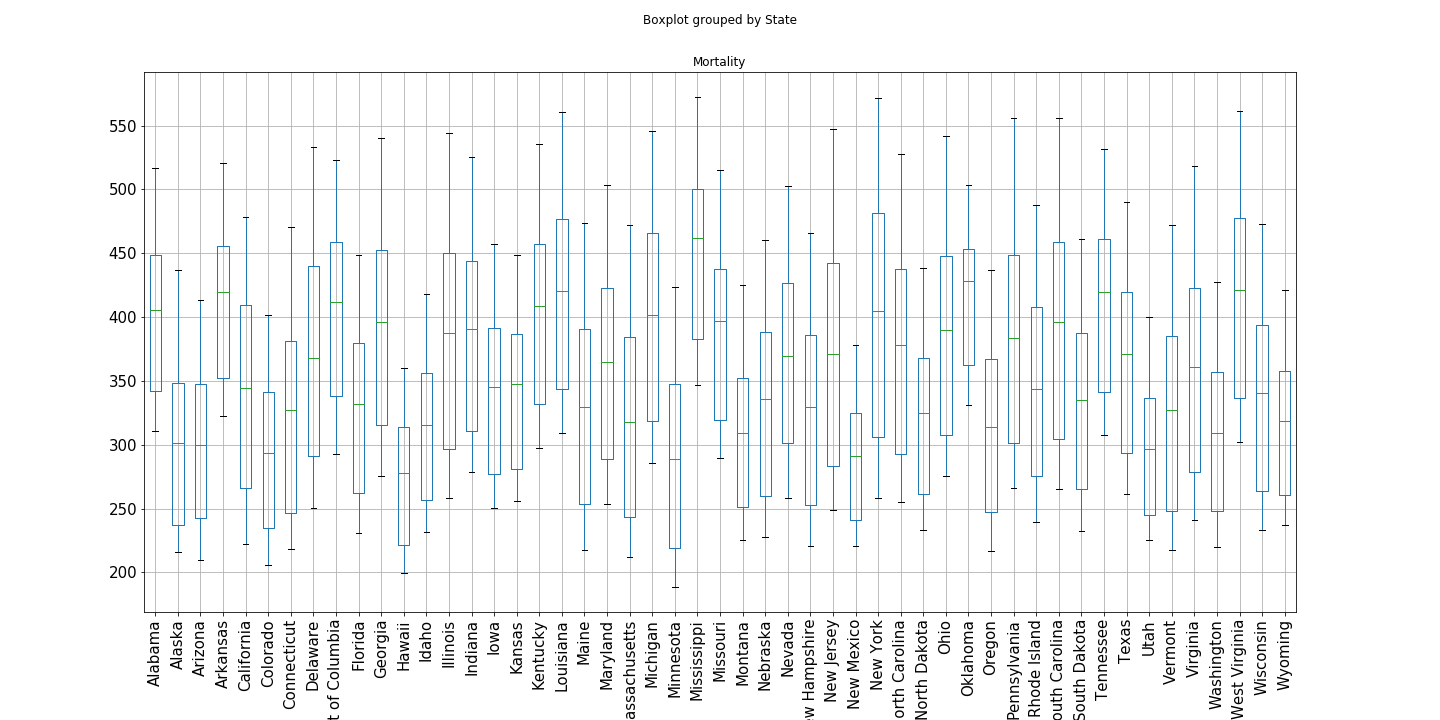 Boxplot grouped by State
Mortality
550
500
450
400
350
300
250
200
Alabama
Alaska
Arizona
Arkansas
California
Colorado
Connecticut
Delaware
t of Columbia
Florida
Georgia
Hawaii
Idaho
Illinois
Indiana
Iowa
Kansas
Kentucky
Louisiana
Maine
Maryland
assachusetts
Michigan
Minnesota
Mississippi
Missouri
Montana
Nebraska
Nevada
w Hampshire
New Jersey
New Mexico
New York
orth Carolina
North Dakota
Ohio
Oklahoma
Oregon
Pennsylvania
Rhode Island
outh Carolina
South Dakota
Tennessee
Texas
Utah
Vermont
Virginia
Washington
West Virginia
Wisconsin
Wyoming